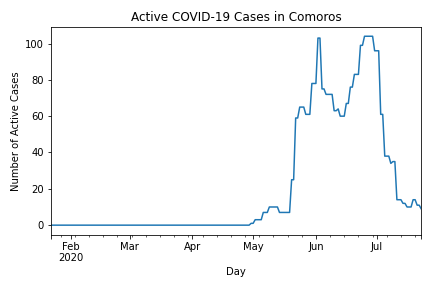 Active COVID-19 Cases in Comoros
Number of Active Cases
100
80
60
40
20
0
Feb Mar Apr May Jun Jul
2020
Day